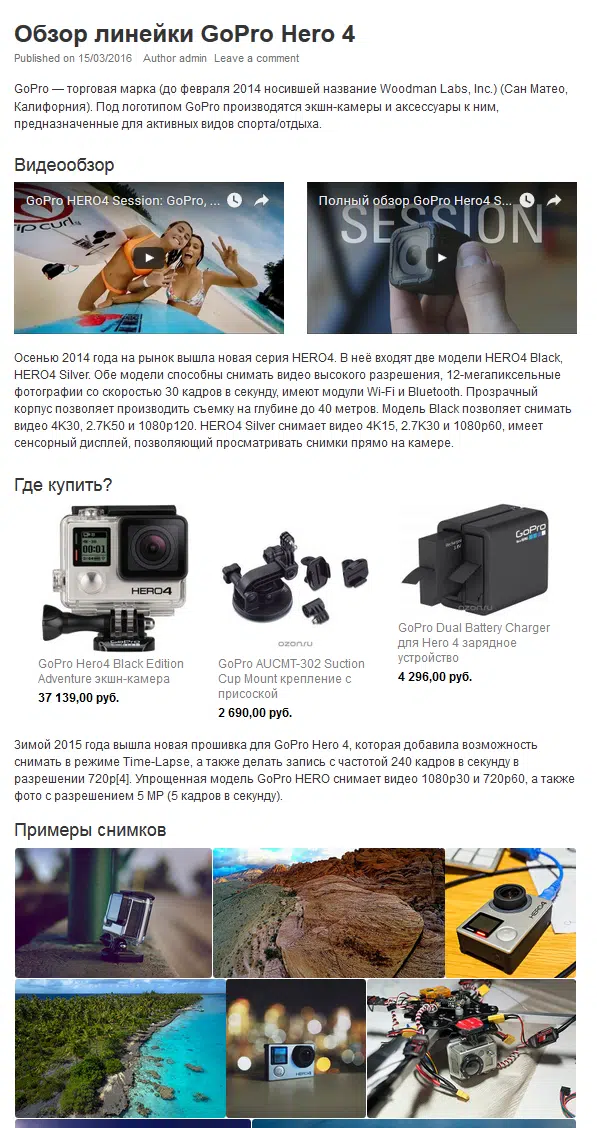 Обзор линейки GoPro Hero 4
Published on 15/03/2016 Author admin Leave a comment
GoPro — торговая марка (до февраля 2014 носившей название Woodman Labs, Inc.) (Сан Матео,
Калифорния). Под логотипом GoPro производятся экшн-камеры и аксессуары к ним,
предназначенные для активных видов спорта/отдыха.
Видеообзор
GoPro HERO4 Session: GoPro, ...
Полный обзор GoPro Hero4 S...
rip curl
SESSION
Осенью 2014 года на рынок вышла новая серия HERO4. В неё входят две модели HERO4 Black,
HERO4 Silver. Обе модели способны снимать видео высокого разрешения, 12-мегапиксельные
фотографии со скоростью 30 кадров в секунду, имеют модули Wi-Fi и Bluetooth. Прозрачный
корпус позволяет производить съемку на глубине до 40 метров. Модель Black позволяет снимать
видео 4K30, 2.7K50 и 1080p120. HERO4 Silver снимает видео 4K15, 2.7K30 и 1080p60, имеет
сенсорный дисплей, позволяющий просматривать снимки прямо на камере.
Где купить?
00:01
HERO4
GoPro
ozon.ru
GoPro
ozon.ru
GoPro Hero4 Black Edition
Adventure экшн-камера
37 139,00 руб.
GoPro AUCMT-302 Suction
Cup Mount крепление с
присоской
2 690,00 руб.
GoPro Dual Battery Charger
для Hero 4 зарядное
устройство
4 296,00 руб.
Зимой 2015 года вышла новая прошивка для GoPro Hero 4, которая добавила возможность
снимать в режиме Time-Lapse, а также делать запись с частотой 240 кадров в секунду в
разрешении 720p[4]. Упрощенная модель GoPro HERO снимает видео 1080p30 и 720p60, а также
фото с разрешением 5 MP (5 кадров в секунду).
Примеры снимков
HERO4
HERO4